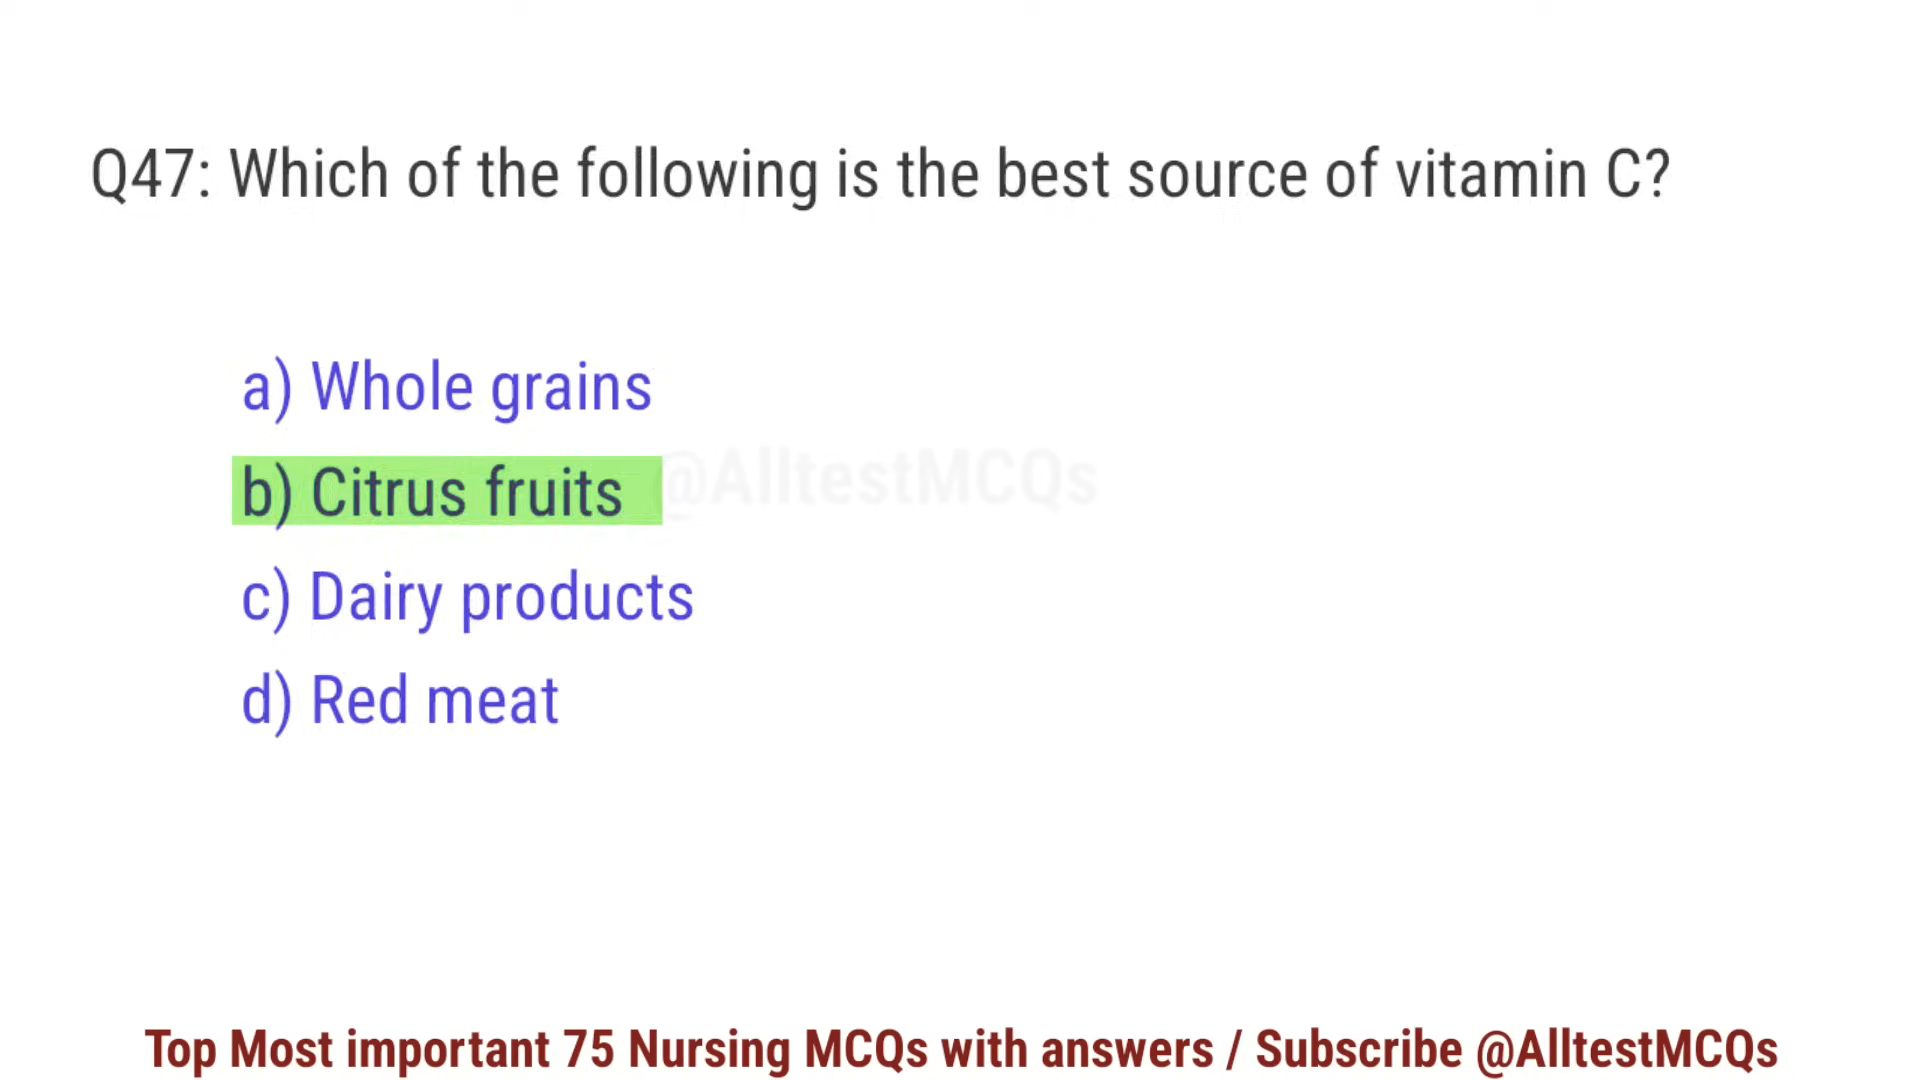 Q47: Which of the following is the best source of vitamin C?
a) Whole grains
b) Citrus fruits
@AlltestMCQs
c) Dairy products
d) Red meat
Top Most important 75 Nursing MCQs with answers / Subscribe @AlltestMCQs